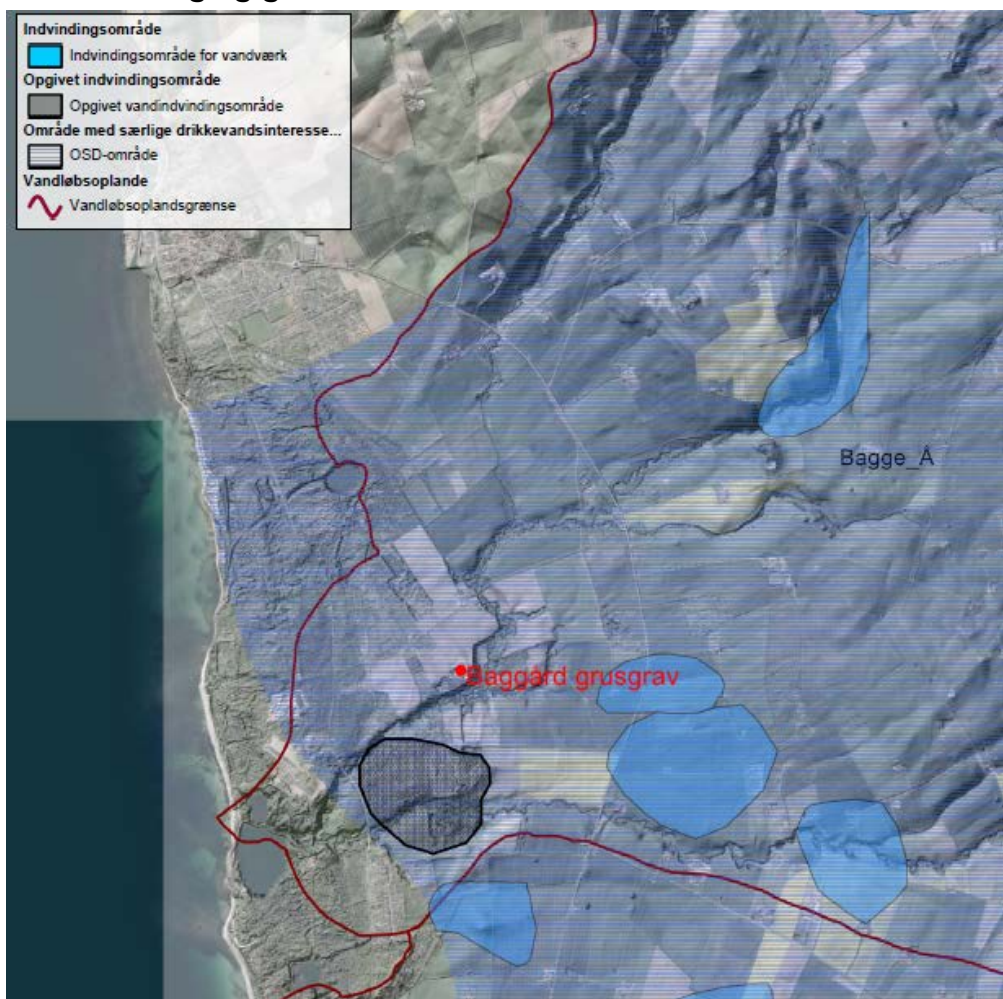 Indvindingsområde
Indvindingsområde for vandværk
Opgivet indvindingsområde
Opgivet vandindvindingsområde
Område med særlige drikkevandsinteresse...
OSD-område
Vandløbsoplande
Vandløbsoplandsgrænse
Bagge_Å
Baggård grusgrav